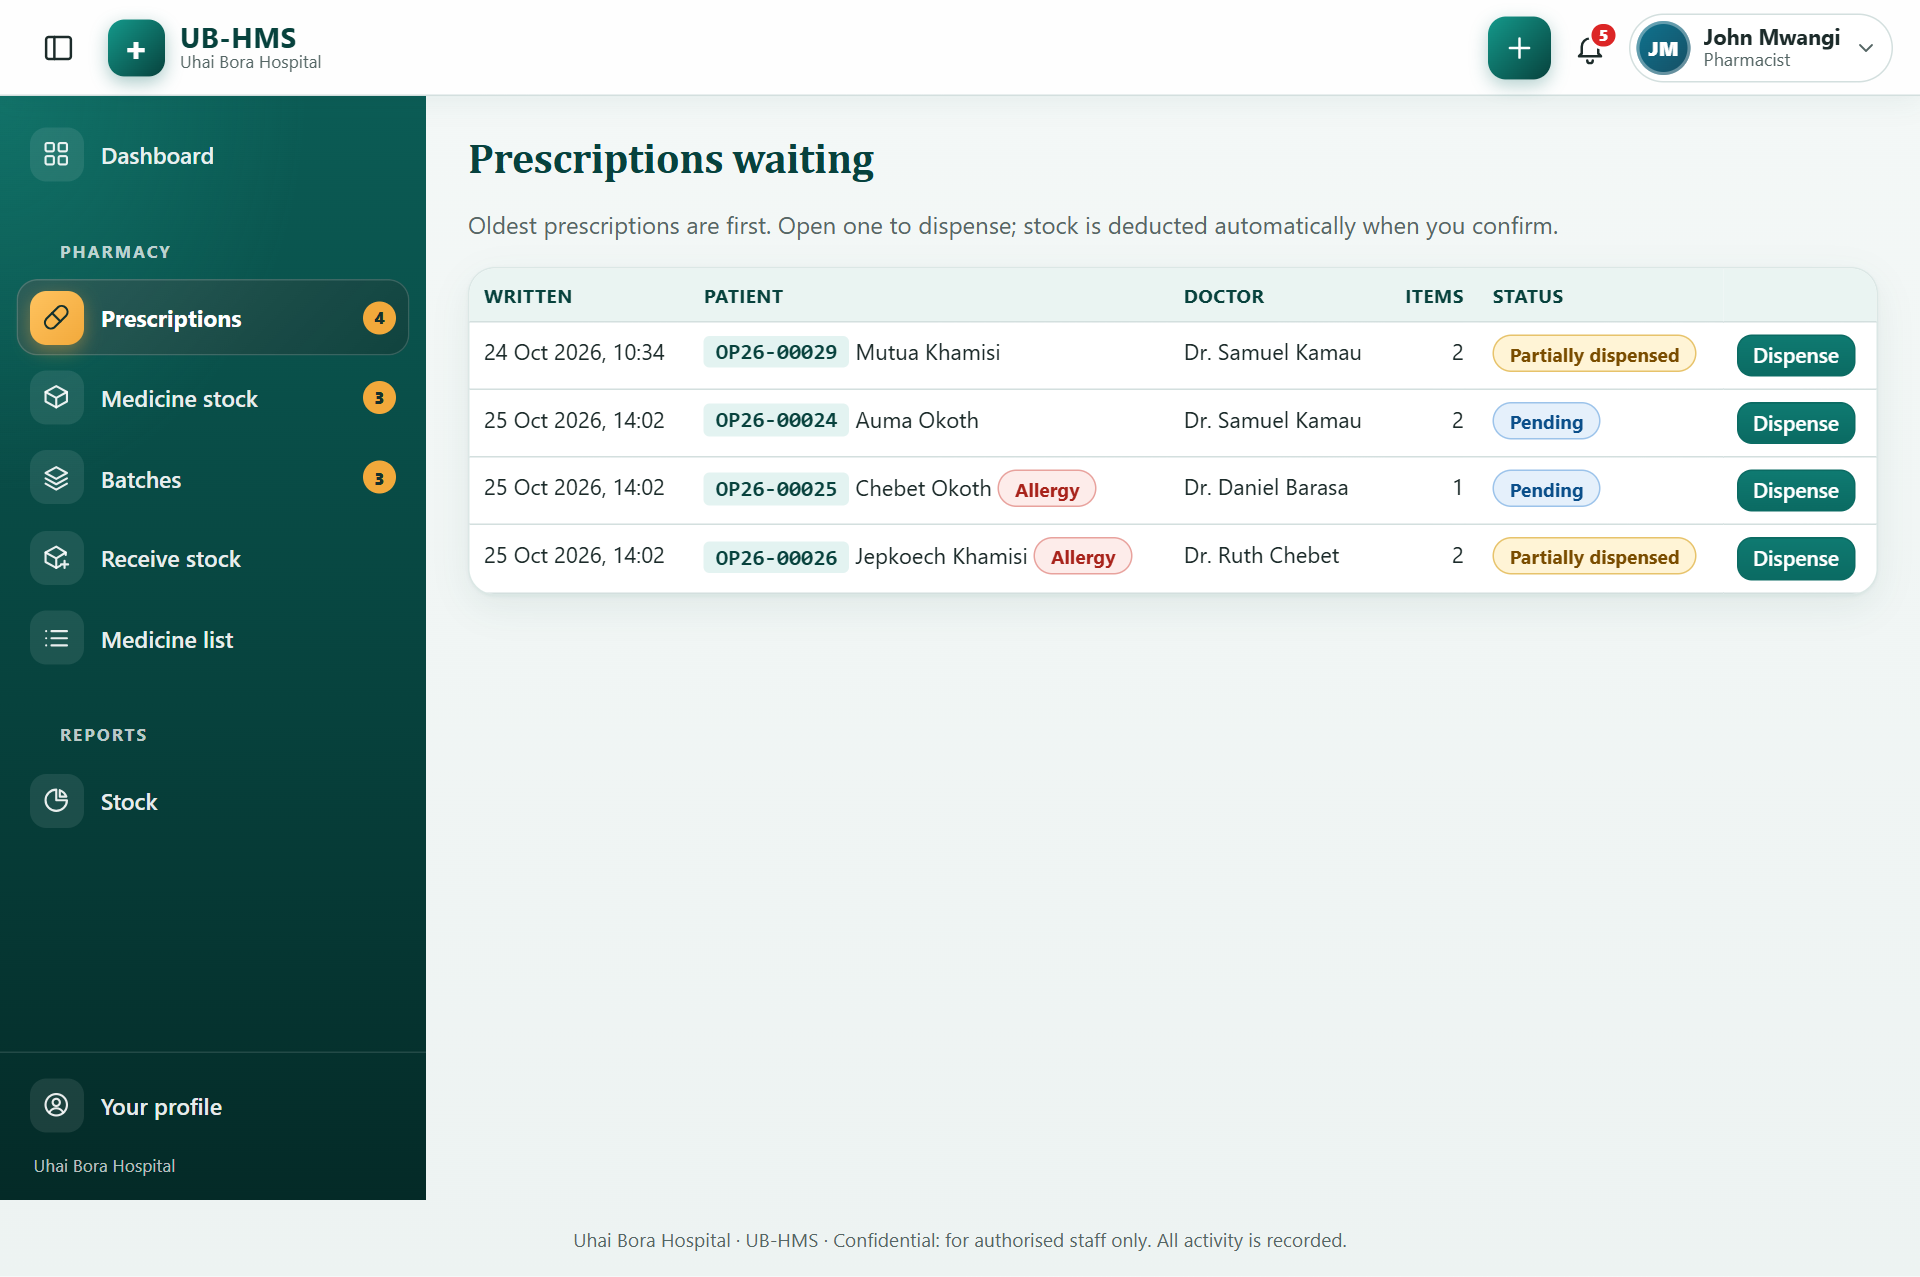 UB-HMS
Uhai Bora Hospital
5
JM
John Mwangi
Pharmacist
Dashboard
PHARMACY
Prescriptions 4
Medicine stock 3
Batches 3
Receive stock
Medicine list
REPORTS
Stock
Your profile
Uhai Bora Hospital
Prescriptions waiting
Oldest prescriptions are first. Open one to dispense; stock is deducted automatically when you confirm.
WRITTEN PATIENT DOCTOR ITEMS STATUS
24 Oct 2026, 10:34 OP26-00029 Mutua Khamisi Dr. Samuel Kamau 2 Partially dispensed Dispense
25 Oct 2026, 14:02 OP26-00024 Auma Okoth Dr. Samuel Kamau 2 Pending Dispense
25 Oct 2026, 14:02 OP26-00025 Chebet Okoth Allergy Dr. Daniel Barasa 1 Pending Dispense
25 Oct 2026, 14:02 OP26-00026 Jepkoech Khamisi Allergy Dr. Ruth Chebet 2 Partially dispensed Dispense
Uhai Bora Hospital · UB-HMS · Confidential: for authorised staff only. All activity is recorded.